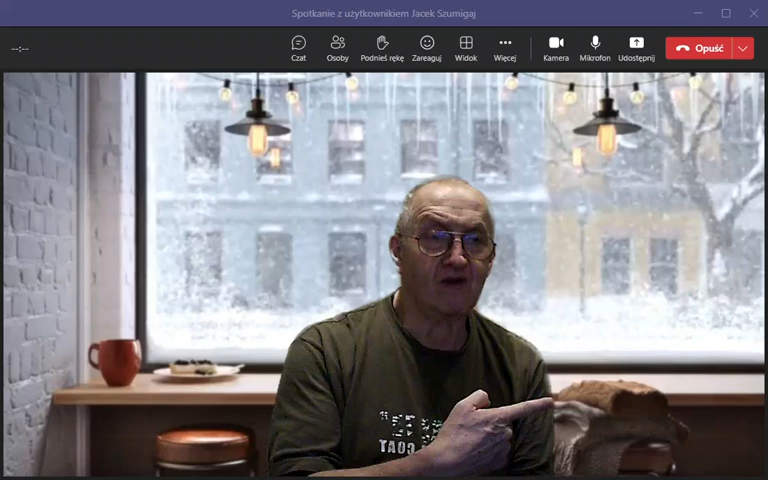 Spotkanie z użytkownikiem Jacek Szumigaj
--:--
Czat Osoby Podnieś rękę Zareaguj Widok Więcej Kamera Mikrofon Udostępnij Opuść